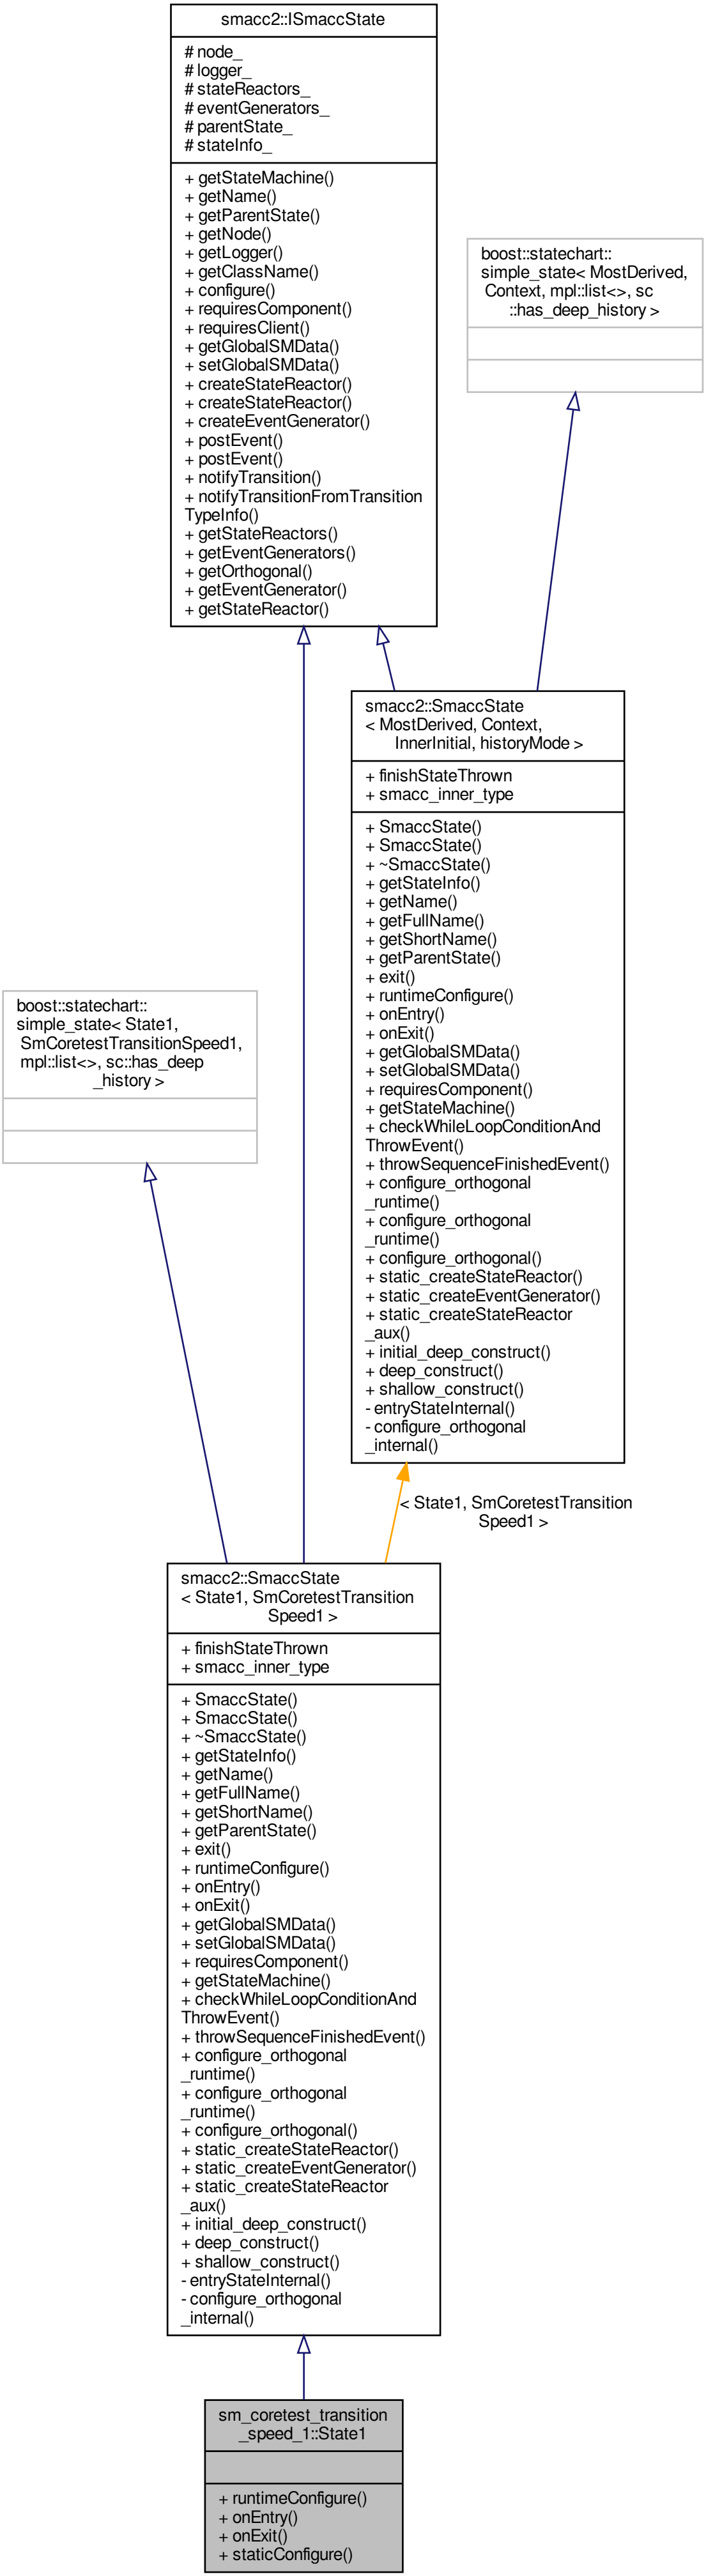 smacc2::ISmaccState
# node_
# logger_
# stateReactors_
# eventGenerators_
# parentState_
# stateInfo_
+ getStateMachine()
+ getName()
+ getParentState()
+ getNode()
+ getLogger()
+ getClassName()
+ configure()
+ requiresComponent()
+ requiresClient()
+ getGlobalSMData()
+ setGlobalSMData()
+ createStateReactor()
+ createStateReactor()
+ createEventGenerator()
+ postEvent()
+ postEvent()
+ notifyTransition()
+ notifyTransitionFromTransition
TypeInfo()
+ getStateReactors()
+ getEventGenerators()
+ getOrthogonal()
+ getEventGenerator()
+ getStateReactor()
boost::statechart::
simple_state< MostDerived,
Context, mpl::list<>, sc
::has_deep_history >
smacc2::SmaccState
< MostDerived, Context,
InnerInitial, historyMode >
+ finishStateThrown
+ smacc_inner_type
+ SmaccState()
+ SmaccState()
+ ~SmaccState()
+ getStateInfo()
+ getName()
+ getFullName()
+ getShortName()
+ getParentState()
+ exit()
+ runtimeConfigure()
+ onEntry()
+ onExit()
+ getGlobalSMData()
+ setGlobalSMData()
+ requiresComponent()
+ getStateMachine()
+ checkWhileLoopConditionAnd
ThrowEvent()
+ throwSequenceFinishedEvent()
+ configure_orthogonal
_runtime()
+ configure_orthogonal
_runtime()
+ configure_orthogonal()
+ static_createStateReactor()
+ static_createEventGenerator()
+ static_createStateReactor
_aux()
+ initial_deep_construct()
+ deep_construct()
+ shallow_construct()
- entryStateInternal()
- configure_orthogonal
_internal()
boost::statechart::
simple_state< State1,
SmCoretestTransitionSpeed1,
mpl::list<>, sc::has_deep
_history >
< State1, SmCoretestTransition
Speed1 >
smacc2::SmaccState
< State1, SmCoretestTransition
Speed1 >
+ finishStateThrown
+ smacc_inner_type
+ SmaccState()
+ SmaccState()
+ ~SmaccState()
+ getStateInfo()
+ getName()
+ getFullName()
+ getShortName()
+ getParentState()
+ exit()
+ runtimeConfigure()
+ onEntry()
+ onExit()
+ getGlobalSMData()
+ setGlobalSMData()
+ requiresComponent()
+ getStateMachine()
+ checkWhileLoopConditionAnd
ThrowEvent()
+ throwSequenceFinishedEvent()
+ configure_orthogonal
_runtime()
+ configure_orthogonal
_runtime()
+ configure_orthogonal()
+ static_createStateReactor()
+ static_createEventGenerator()
+ static_createStateReactor
_aux()
+ initial_deep_construct()
+ deep_construct()
+ shallow_construct()
- entryStateInternal()
- configure_orthogonal
_internal()
sm_coretest_transition
_speed_1::State1
+ runtimeConfigure()
+ onEntry()
+ onExit()
+ staticConfigure()